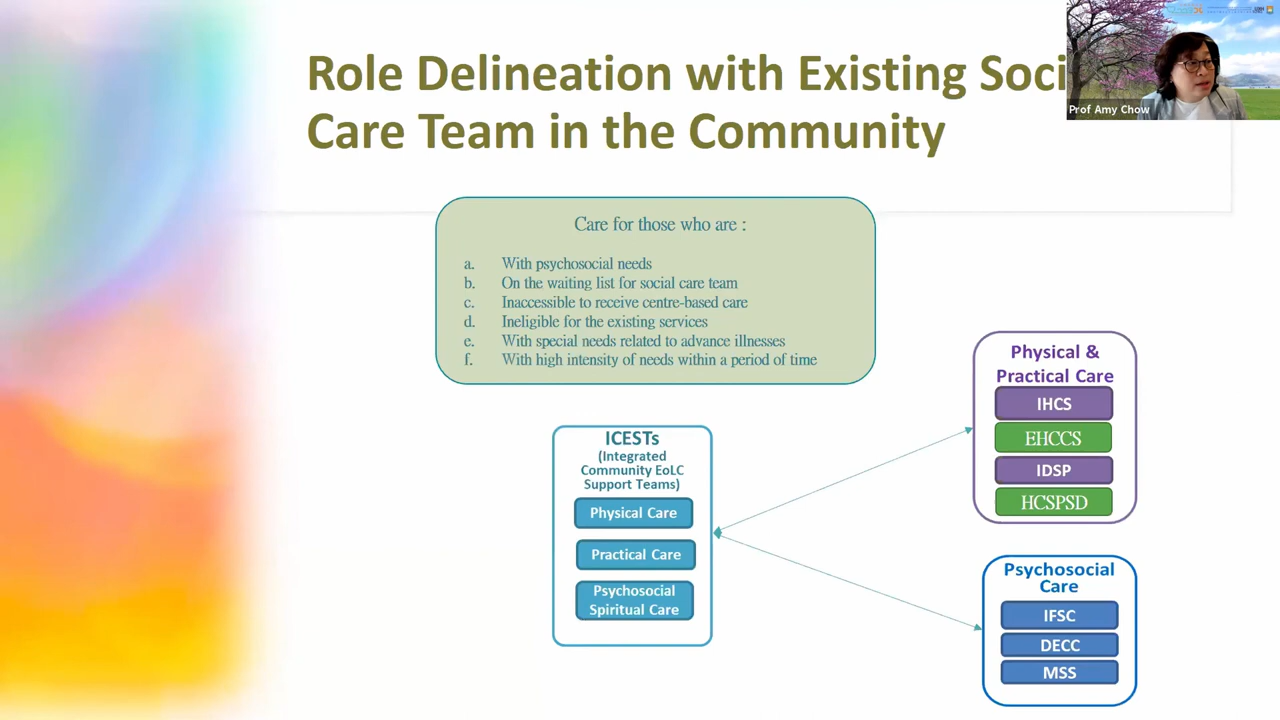 Role Delineation with Existing Soci
Care Team in the Community
Prof Amy Chow
Care for those who are :
a. With psychosocial needs
b. On the waiting list for social care team
c. Inaccessible to receive centre-based care
d. Ineligible for the existing services
e. With special needs related to advance illnesses
f. With high intensity of needs within a period of time
ICESTs
(Integrated
Community EoLC
Support Teams)
Physical Care
Practical Care
Psychosocial
Spiritual Care
Physical &
Practical Care
IHCS
EHCCS
IDSP
HCSPSD
Psychosocial
Care
IFSC
DECC
MSS